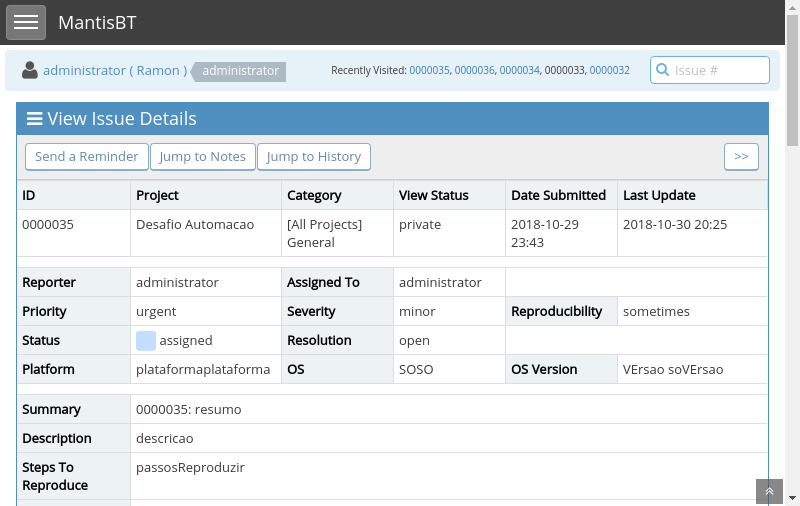 MantisBT
administrator ( Ramon ) administrator Recently Visited: 0000035, 0000036, 0000034, 0000033, 0000032 Issue #
View Issue Details
Send a Reminder Jump to Notes Jump to History >>
ID Project Category View Status Date Submitted Last Update
0000035 Desafio Automacao [All Projects] private 2018-10-29 2018-10-30 20:25
General 23:43
Reporter administrator Assigned To administrator
Priority urgent Severity minor Reproducibility sometimes
Status assigned Resolution open
Platform plataformaplataforma OS SOSO OS Version VErsao soVErsao
Summary 0000035: resumo
Description descricao
Steps To passosReproduzir
Reproduce